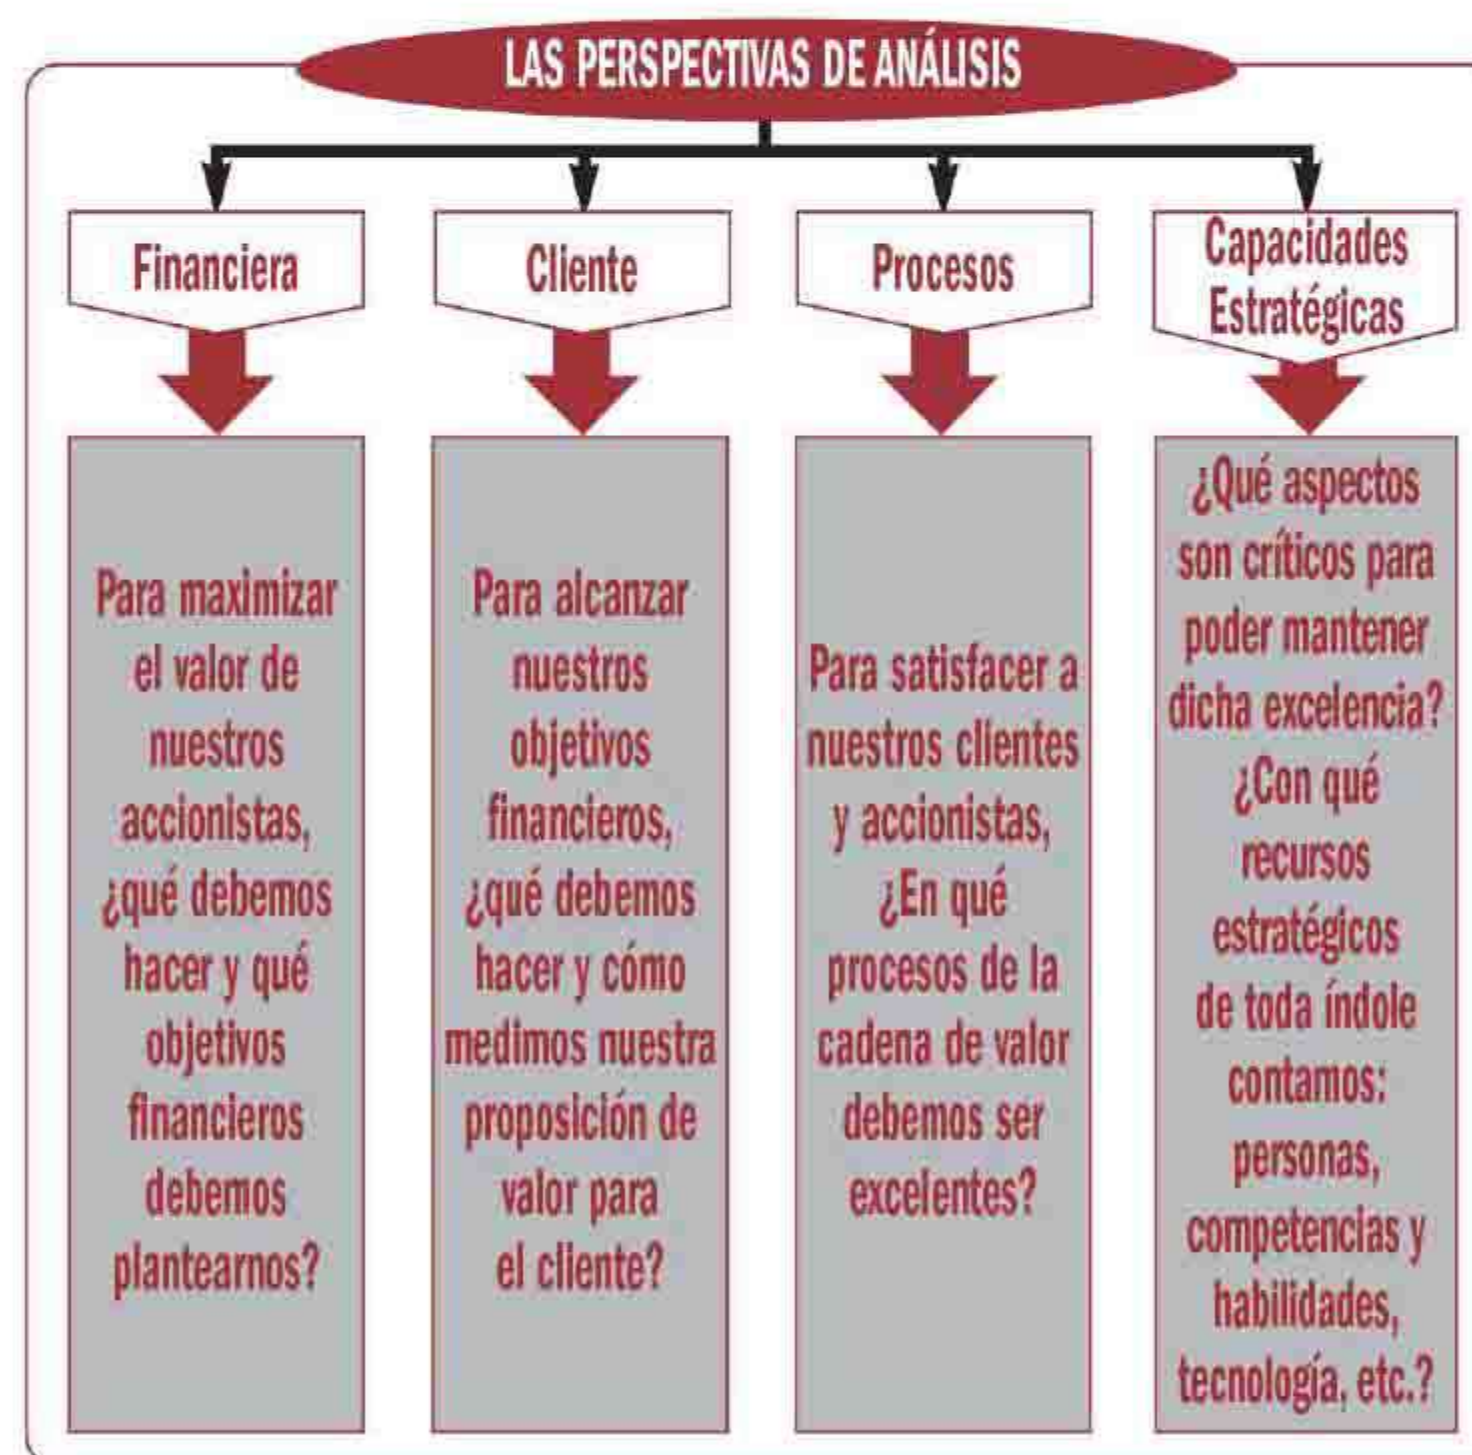 LAS PERSPECTIVAS DE ANÁLISIS
Financiera
Para maximizar
el valor de
nuestros
accionistas,
¿qué debemos
hacer y qué
objetivos
financieros
debemos
plantearnos?
Cliente
Para alcanzar
nuestros
objetivos
financieros,
¿qué debemos
hacer y cómo
medimos nuestra
proposición de
valor para
el cliente?
Procesos
Para satisfacer a
nuestros clientes
y accionistas,
¿En qué
procesos de la
cadena de valor
debemos ser
excelentes?
Capacidades
Estratégicas
¿Qué aspectos
son críticos para
poder mantener
dicha excelencia?
¿Con qué
recursos
estratégicos
de toda índole
contamos:
personas,
competencias y
habilidades,
tecnología, etc.?